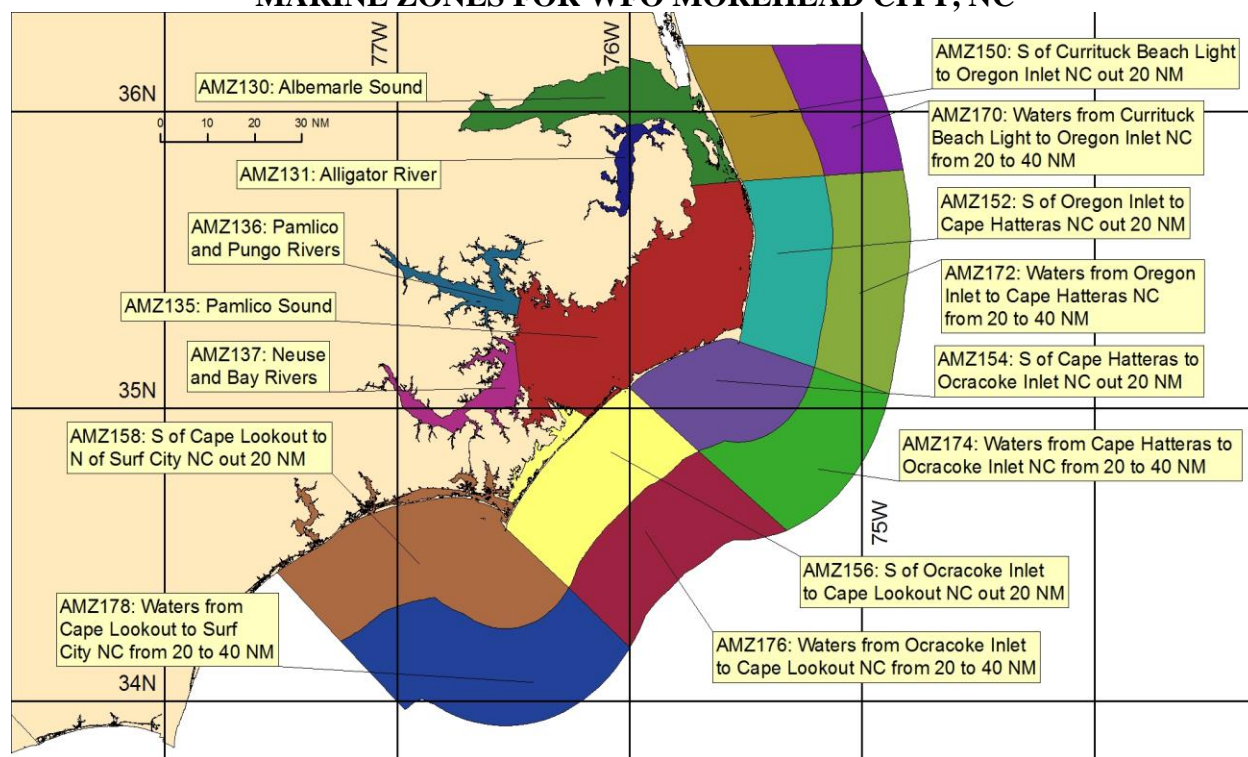 MARINE ZONES FOR WFO MOREHEAD CITY, NC
77W
76W
AMZ150: S of Currituck Beach Light
to Oregon Inlet NC out 20 NM
AMZ130: Albemarle Sound
36N
0 10 20 30 NM
AMZ170: Waters from Currituck
Beach Light to Oregon Inlet NC
from 20 to 40 NM
AMZ131: Alligator River
AMZ152: S of Oregon Inlet to
Cape Hatteras NC out 20 NM
AMZ136: Pamlico
and Pungo Rivers
AMZ172: Waters from Oregon
Inlet to Cape Hatteras NC
from 20 to 40 NM
AMZ135: Pamlico Sound
AMZ137: Neuse
and Bay Rivers
AMZ154: S of Cape Hatteras to
Ocracoke Inlet NC out 20 NM
35N
AMZ158: S of Cape Lookout to
N of Surf City NC out 20 NM
AMZ174: Waters from Cape Hatteras to
Ocracoke Inlet NC from 20 to 40 NM
75W
AMZ156: S of Ocracoke Inlet
to Cape Lookout NC out 20 NM
AMZ178: Waters from
Cape Lookout to Surf
City NC from 20 to 40 NM
AMZ176: Waters from Ocracoke Inlet
to Cape Lookout NC from 20 to 40 NM
34N